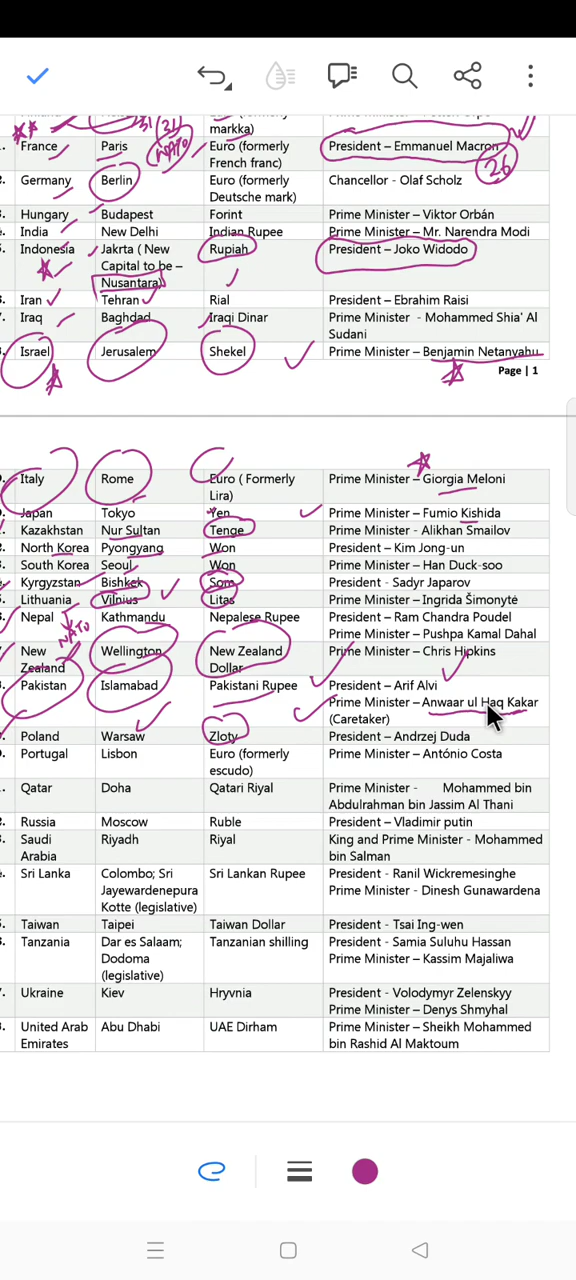 markka)
31 (31)
NATO
1. France Paris Euro (formerly French franc) President – Emmanuel Macron
26
Germany Berlin Euro (formerly Deutsche mark) Chancellor - Olaf Scholz
Hungary Budapest Forint Prime Minister – Viktor Orbán
India New Delhi Indian Rupee Prime Minister – Mr. Narendra Modi
Indonesia Jakrta ( New Capital to be – Nusantara) Rupiah President – Joko Widodo
Iran Tehran Rial President – Ebrahim Raisi
Iraq Baghdad Iraqi Dinar Prime Minister - Mohammed Shia' Al Sudani
Israel Jerusalem Shekel Prime Minister – Benjamin Netanyahu
Page | 1
Italy Rome Euro ( Formerly Lira) Prime Minister – Giorgia Meloni
Japan Tokyo Yen Prime Minister – Fumio Kishida
Kazakhstan Nur Sultan Tenge Prime Minister - Alikhan Smailov
North Korea Pyongyang Won President – Kim Jong-un
South Korea Seoul Won Prime Minister – Han Duck-soo
Kyrgyzstan Bishkek Som President - Sadyr Japarov
Lithuania Vilnius Litas Prime Minister – Ingrida Šimonytė
Nepal Kathmandu Nepalese Rupee President – Ram Chandra Poudel
Prime Minister – Pushpa Kamal Dahal
NATO
New Zealand Wellington New Zealand Dollar Prime Minister – Chris Hipkins
Pakistan Islamabad Pakistani Rupee President – Arif Alvi
Prime Minister – Anwaar ul Haq Kakar (Caretaker)
Poland Warsaw Zloty President – Andrzej Duda
Portugal Lisbon Euro (formerly escudo) Prime Minister – António Costa
Qatar Doha Qatari Riyal Prime Minister - Mohammed bin Abdulrahman bin Jassim Al Thani
Russia Moscow Ruble President – Vladimir putin
Saudi Arabia Riyadh Riyal King and Prime Minister - Mohammed bin Salman
Sri Lanka Colombo; Sri Jayewardenepura Kotte (legislative) Sri Lankan Rupee President - Ranil Wickremesinghe
Prime Minister - Dinesh Gunawardena
Taiwan Taipei Taiwan Dollar President - Tsai Ing-wen
Tanzania Dar es Salaam; Dodoma (legislative) Tanzanian shilling President - Samia Suluhu Hassan
Prime Minister – Kassim Majaliwa
Ukraine Kiev Hryvnia President - Volodymyr Zelenskyy
Prime Minister – Denys Shmyhal
United Arab Emirates Abu Dhabi UAE Dirham Prime Minister – Sheikh Mohammed bin Rashid Al Maktoum